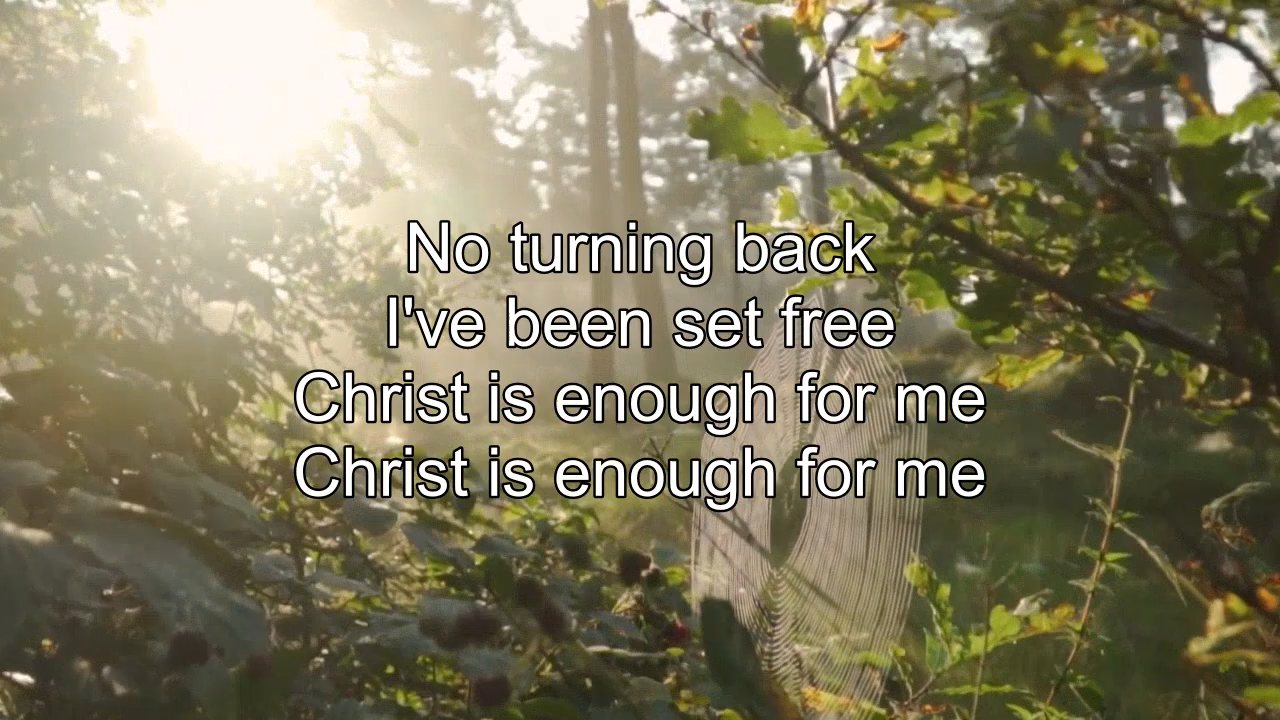 No turning back
I've been set free
Christ is enough for me
Christ is enough for me